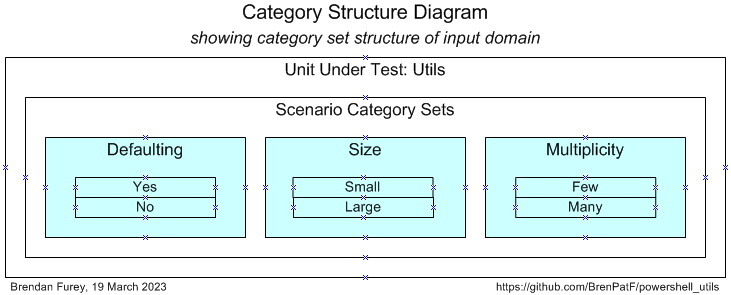 Category Structure Diagram
showing category set structure of input domain
Unit Under Test: Utils
Scenario Category Sets
Defaulting
Yes
No
Size
Small
Large
Multiplicity
Few
Many
Brendan Furey, 19 March 2023
https://github.com/BrenPatF/powershell_utils